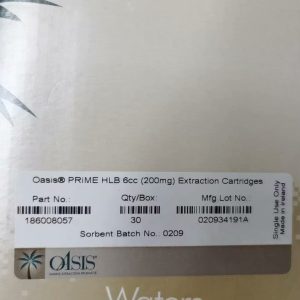 Oasis® PRiME HLB 6cc (200mg) Extraction Cartridges
Part No.: Qty/Box: Mfg.Lot No.
186008057 30 020934191A
Sorbent Batch No.: 0209
Single Use Only
Made in Ireland
OASIS
Waters